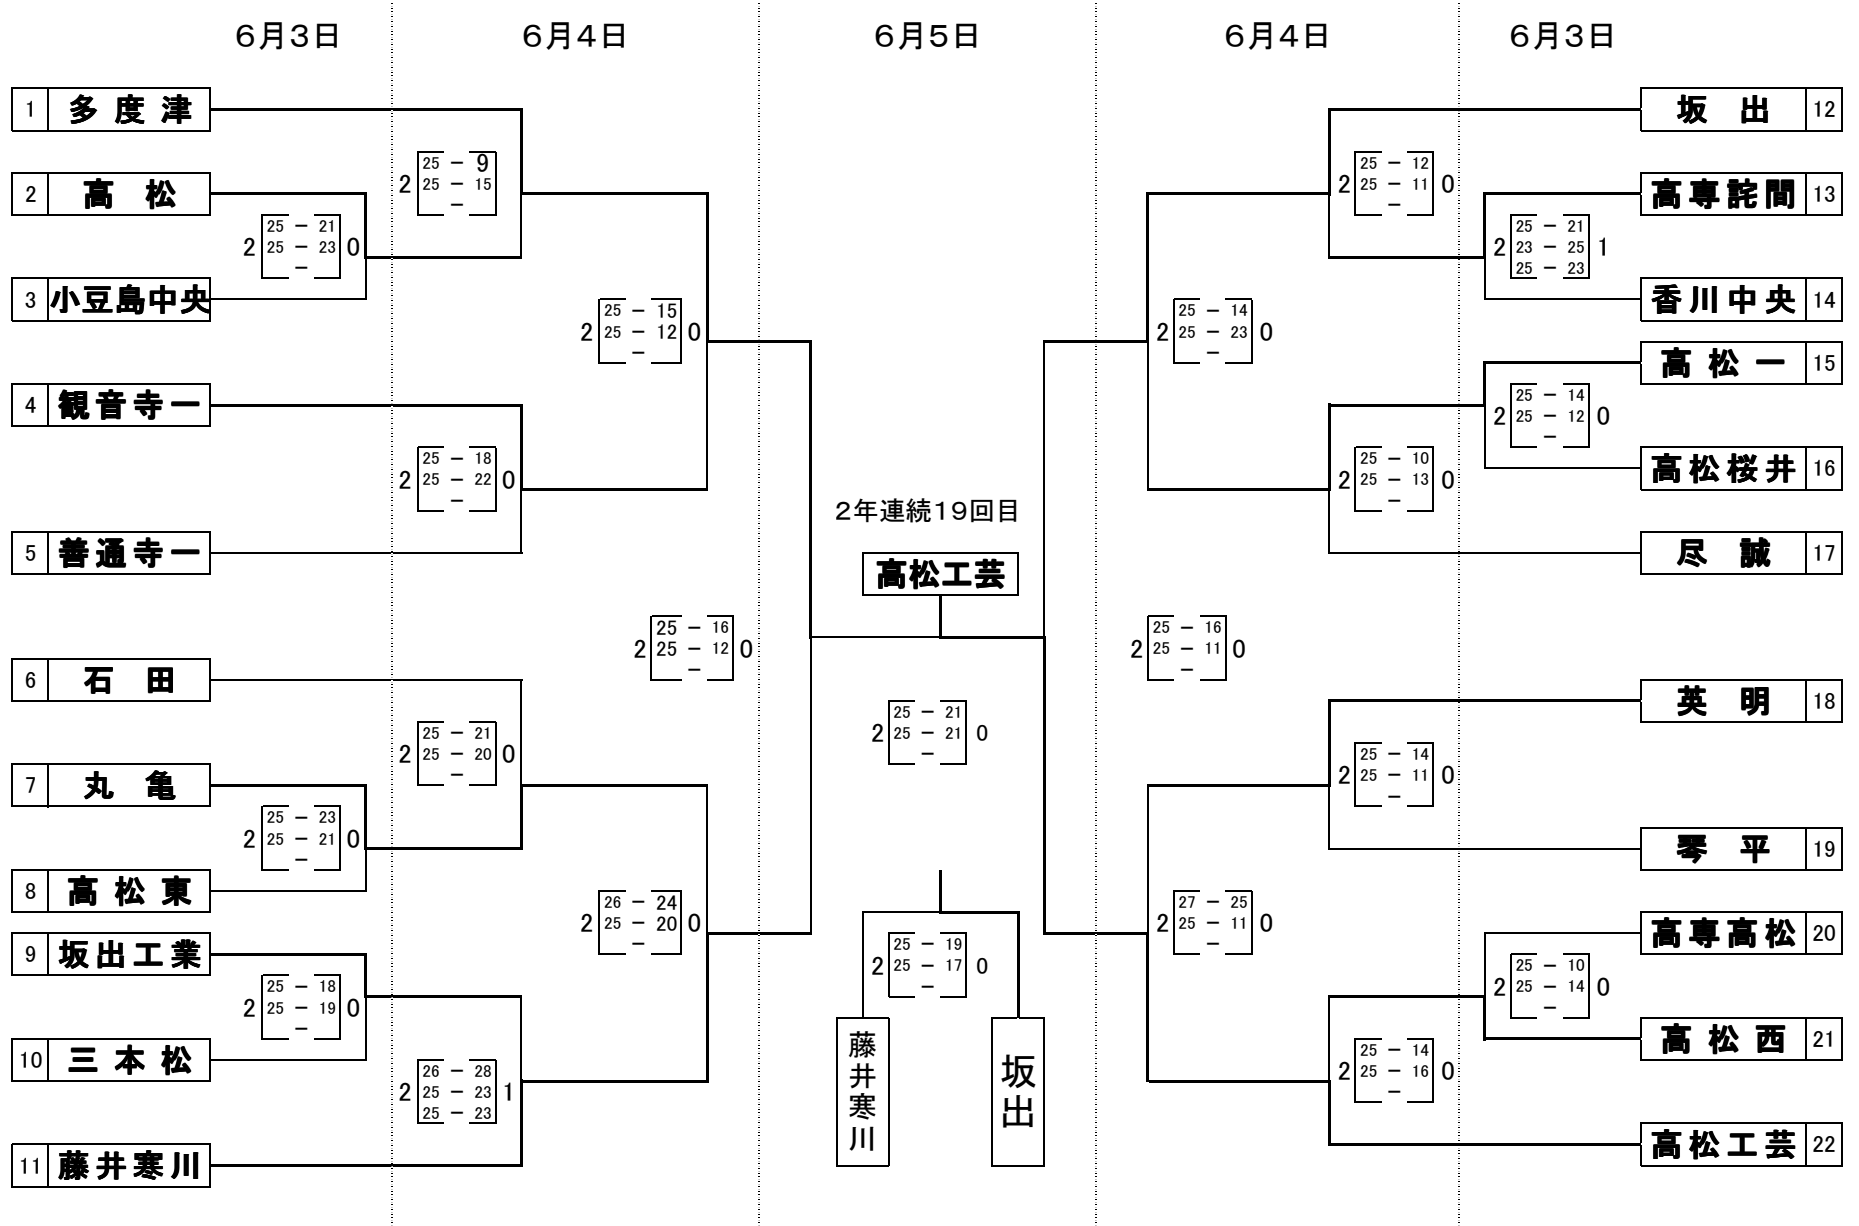 6月3日
6月4日
6月5日
6月4日
6月3日
1 多度津
2 高松
3 小豆島中央
4 観音寺一
5 善通寺一
6 石田
7 丸亀
8 高松東
9 坂出工業
10 三本松
11 藤井寒川
2 25 － 21 0
25 － 23
－
2 25 － 23 0
25 － 21
－
2 25 － 18 0
25 － 19
－
2 25 － 9
25 － 15
－
2 25 － 18 0
25 － 22
－
2 25 － 21 0
25 － 20
－
2 26 － 28 1
25 － 23
25 － 23
2 25 － 15 0
25 － 12
－
2 26 － 24 0
25 － 20
－
2 25 － 16 0
25 － 12
－
2年連続19回目
高松工芸
2 25 － 21 0
25 － 21
－
2 25 － 19 0
25 － 17
－
藤井寒川
坂出
2 25 － 16 0
25 － 11
－
2 25 － 14 0
25 － 23
－
2 27 － 25 0
25 － 11
－
2 25 － 12 0
25 － 11
－
2 25 － 10 0
25 － 13
－
2 25 － 14 0
25 － 11
－
2 25 － 14 0
25 － 16
－
2 25 － 21 1
23 － 25
25 － 23
2 25 － 14 0
25 － 12
－
2 25 － 10 0
25 － 14
－
坂出 12
高専詫間 13
香川中央 14
高松一 15
高松桜井 16
尽誠 17
英明 18
琴平 19
高専高松 20
高松西 21
高松工芸 22